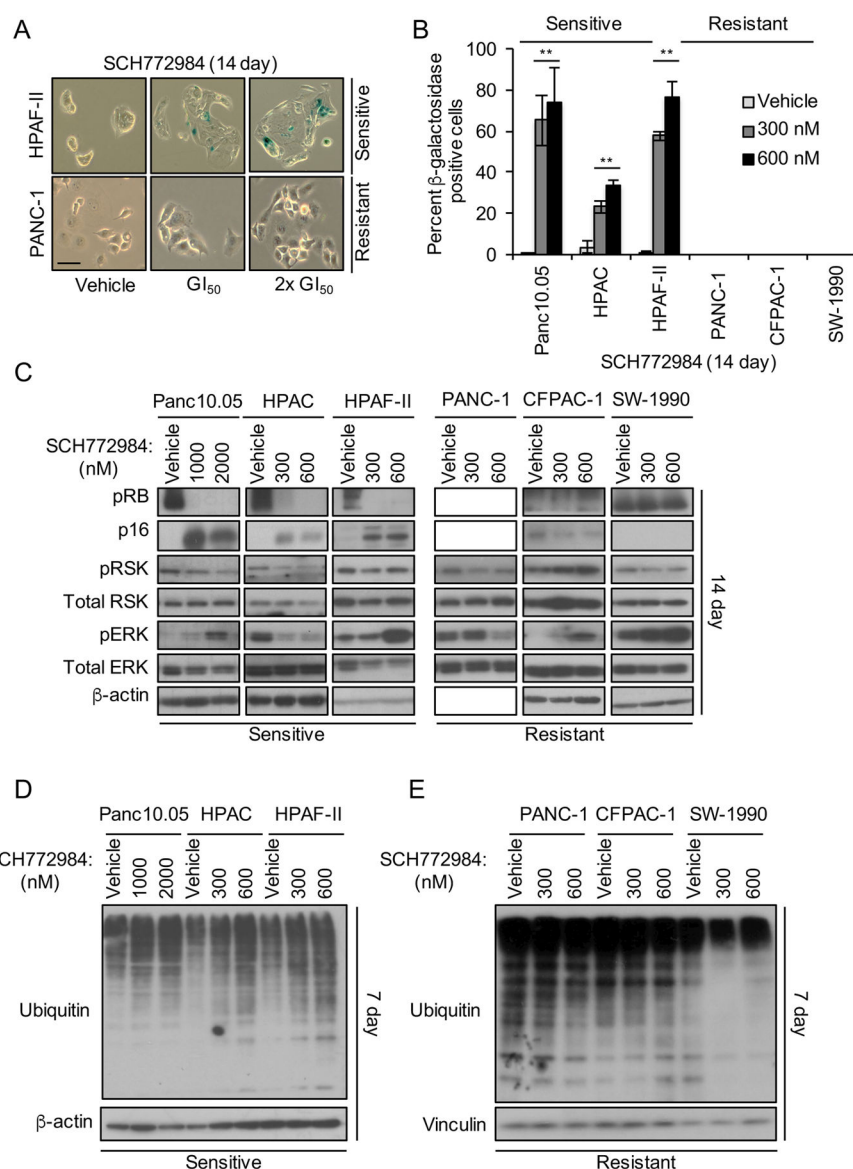 A
SCH772984 (14 day)
HPAF-II
Sensitive
PANC-1
Resistant
Vehicle
GI50
2x GI50
B
Sensitive
Resistant
Percent β-galactosidase
positive cells
100
80
60
40
20
0
**
**
**
Vehicle
300 nM
600 nM
Panc10.05
HPAC
HPAF-II
PANC-1
CFPAC-1
SW-1990
SCH772984 (14 day)
C
Panc10.05 HPAC HPAF-II PANC-1 CFPAC-1 SW-1990
SCH772984:
(nM)
Vehicle 1000 2000 Vehicle 300 600 Vehicle 300 600 Vehicle 300 600 Vehicle 300 600 Vehicle 300 600
pRB
p16
pRSK
Total RSK
pERK
Total ERK
β-actin
14 day
Sensitive Resistant
D
Panc10.05 HPAC HPAF-II
CH772984:
(nM)
Vehicle 1000 2000 Vehicle 300 600 Vehicle 300 600
Ubiquitin
7 day
β-actin
Sensitive
E
PANC-1 CFPAC-1 SW-1990
SCH772984:
(nM)
Vehicle 300 600 Vehicle 300 600 Vehicle 300 600
Ubiquitin
7 day
Vinculin
Resistant